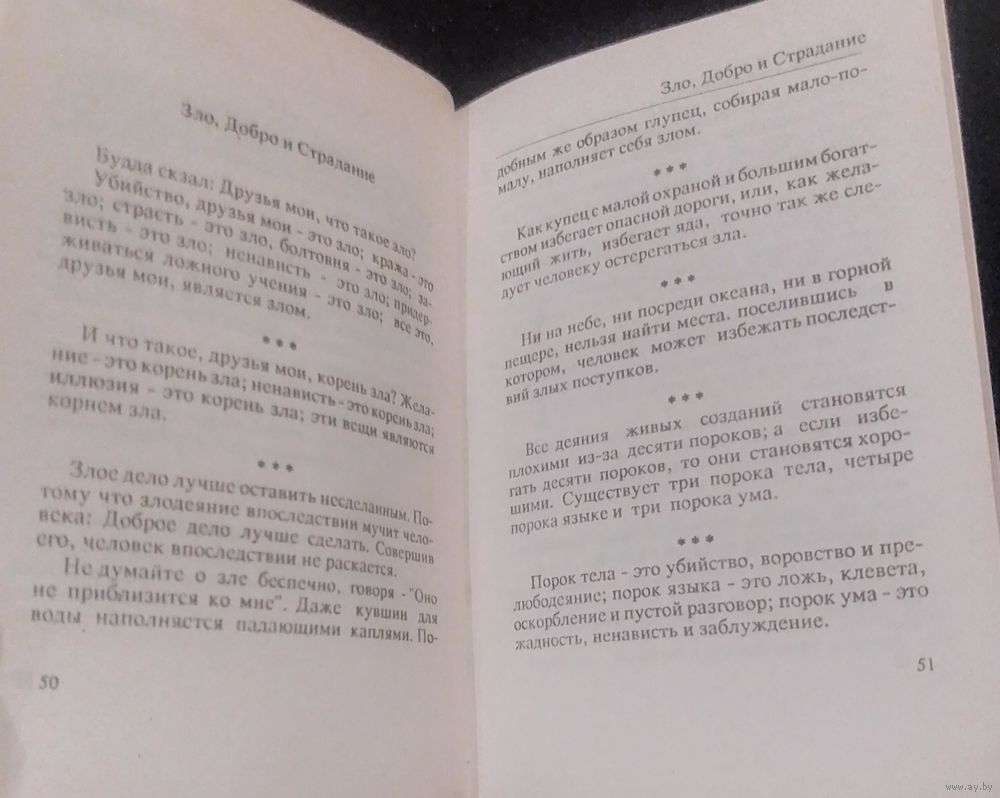 Зло, Добро и Страдание
Будда скзал: Друзья мои, что такое зло?
Убийство, друзья мои - это зло; кража - это
зло; страсть - это зло, болтовня - это зло; за-
висть - это зло; ненависть - это зло; придер-
живаться ложного учения - это зло; все это,
друзья мои, является злом.
* * *
И что такое, друзья мои, корень зла? Жела-
ние - это корень зла; ненависть - это корень зла;
иллюзия - это корень зла; эти вещи являются
корнем зла.
* * *
Злое дело лучше оставить несделанным. По-
тому что злодеяние впоследствии мучит чело-
века: Доброе дело лучше сделать. Совершив
его, человек впоследствии не раскается.
Не думайте о зле беспечно, говоря - "Оно
не приблизится ко мне". Даже кувшин для
воды наполняется падающими каплями. По-
50
Зло, Добро и Страдание
добным же образом глупец, собирая мало-по-
малу, наполняет себя злом.
* * *
Как купец с малой охраной и большим богат-
ством избегает опасной дороги, или, как жела-
ющий жить, избегает яда, точно так же сле-
дует человеку остерегаться зла.
* * *
Ни на небе, ни посреди океана, ни в горной
пещере, нельзя найти места. поселившись в
котором, человек может избежать последст-
вий злых поступков.
* * *
Все деяния живых созданий становятся
плохими из-за десяти пороков; а если избе-
гать десяти пороков, то они становятся хоро-
шими. Существует три порока тела, четыре
порока языке и три порока ума.
* * *
Порок тела - это убийство, воровство и пре-
любодеяние; порок языка - это ложь, клевета,
оскорбление и пустой разговор; порок ума - это
жадность, ненависть и заблуждение.
51
www.ay.by